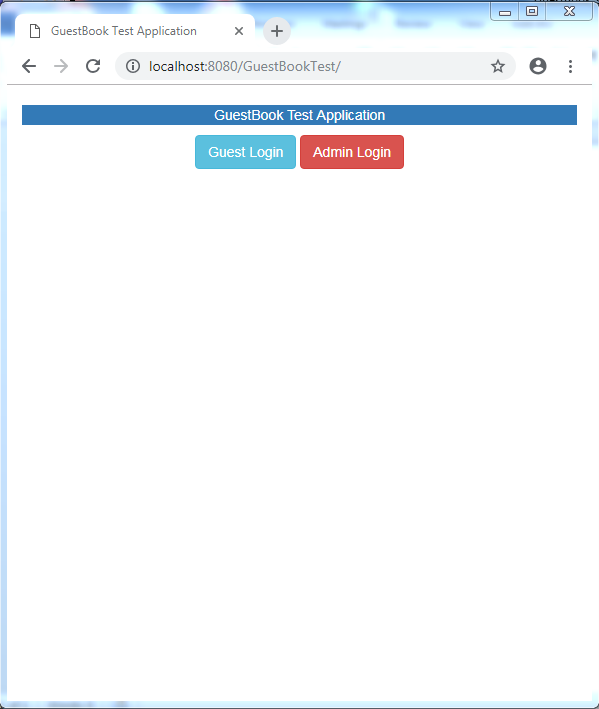 GuestBook Test Application
localhost:8080/GuestBookTest/
GuestBook Test Application
Guest Login Admin Login